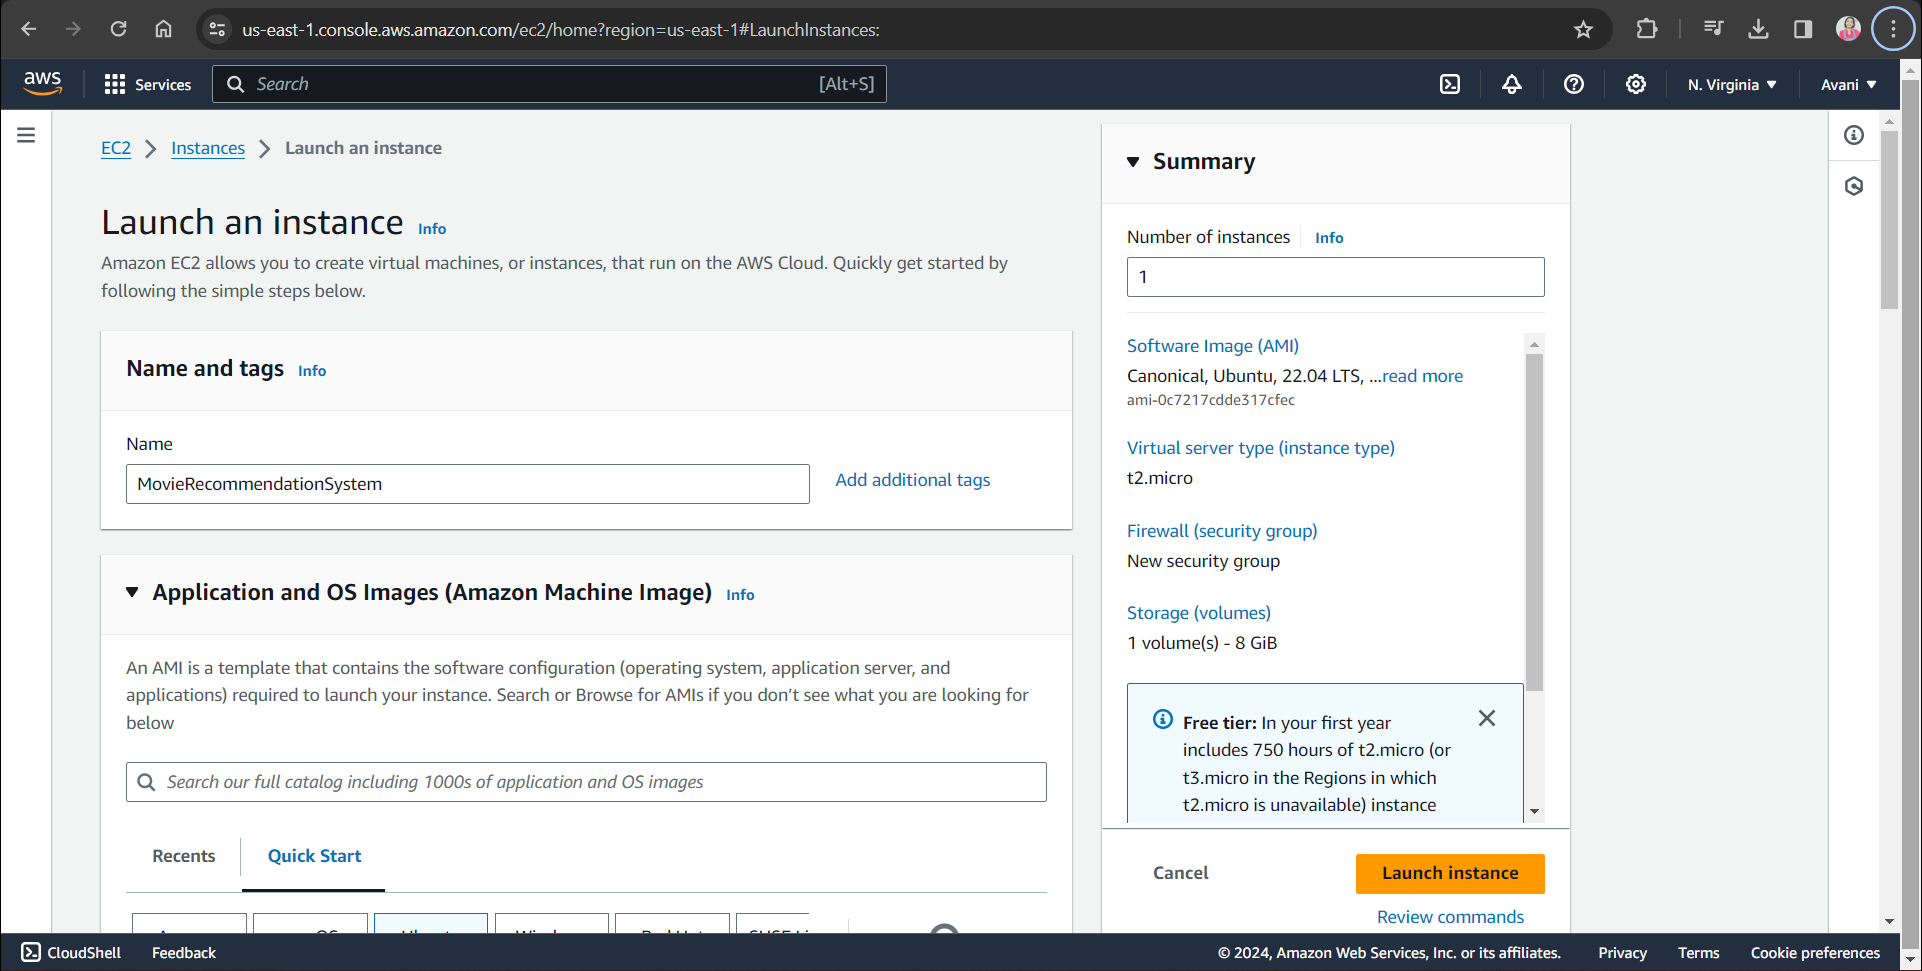 us-east-1.console.aws.amazon.com/ec2/home?region=us-east-1#LaunchInstances:
aws
Services
Search
[Alt+S]
N. Virginia
Avani
EC2
Instances
Launch an instance
Launch an instance
Info
Amazon EC2 allows you to create virtual machines, or instances, that run on the AWS Cloud. Quickly get started by
following the simple steps below.
Name and tags
Info
Name
MovieRecommendationSystem
Add additional tags
Application and OS Images (Amazon Machine Image)
Info
An AMI is a template that contains the software configuration (operating system, application server, and
applications) required to launch your instance. Search or Browse for AMIs if you don’t see what you are looking for
below
Search our full catalog including 1000s of application and OS images
Recents
Quick Start
Summary
Number of instances
Info
1
Software Image (AMI)
Canonical, Ubuntu, 22.04 LTS, ...read more
ami-0c7217cdde317cfec
Virtual server type (instance type)
t2.micro
Firewall (security group)
New security group
Storage (volumes)
1 volume(s) - 8 GiB
Free tier: In your first year
includes 750 hours of t2.micro (or
t3.micro in the Regions in which
t2.micro is unavailable) instance
Cancel
Launch instance
Review commands
CloudShell
Feedback
© 2024, Amazon Web Services, Inc. or its affiliates.
Privacy
Terms
Cookie preferences